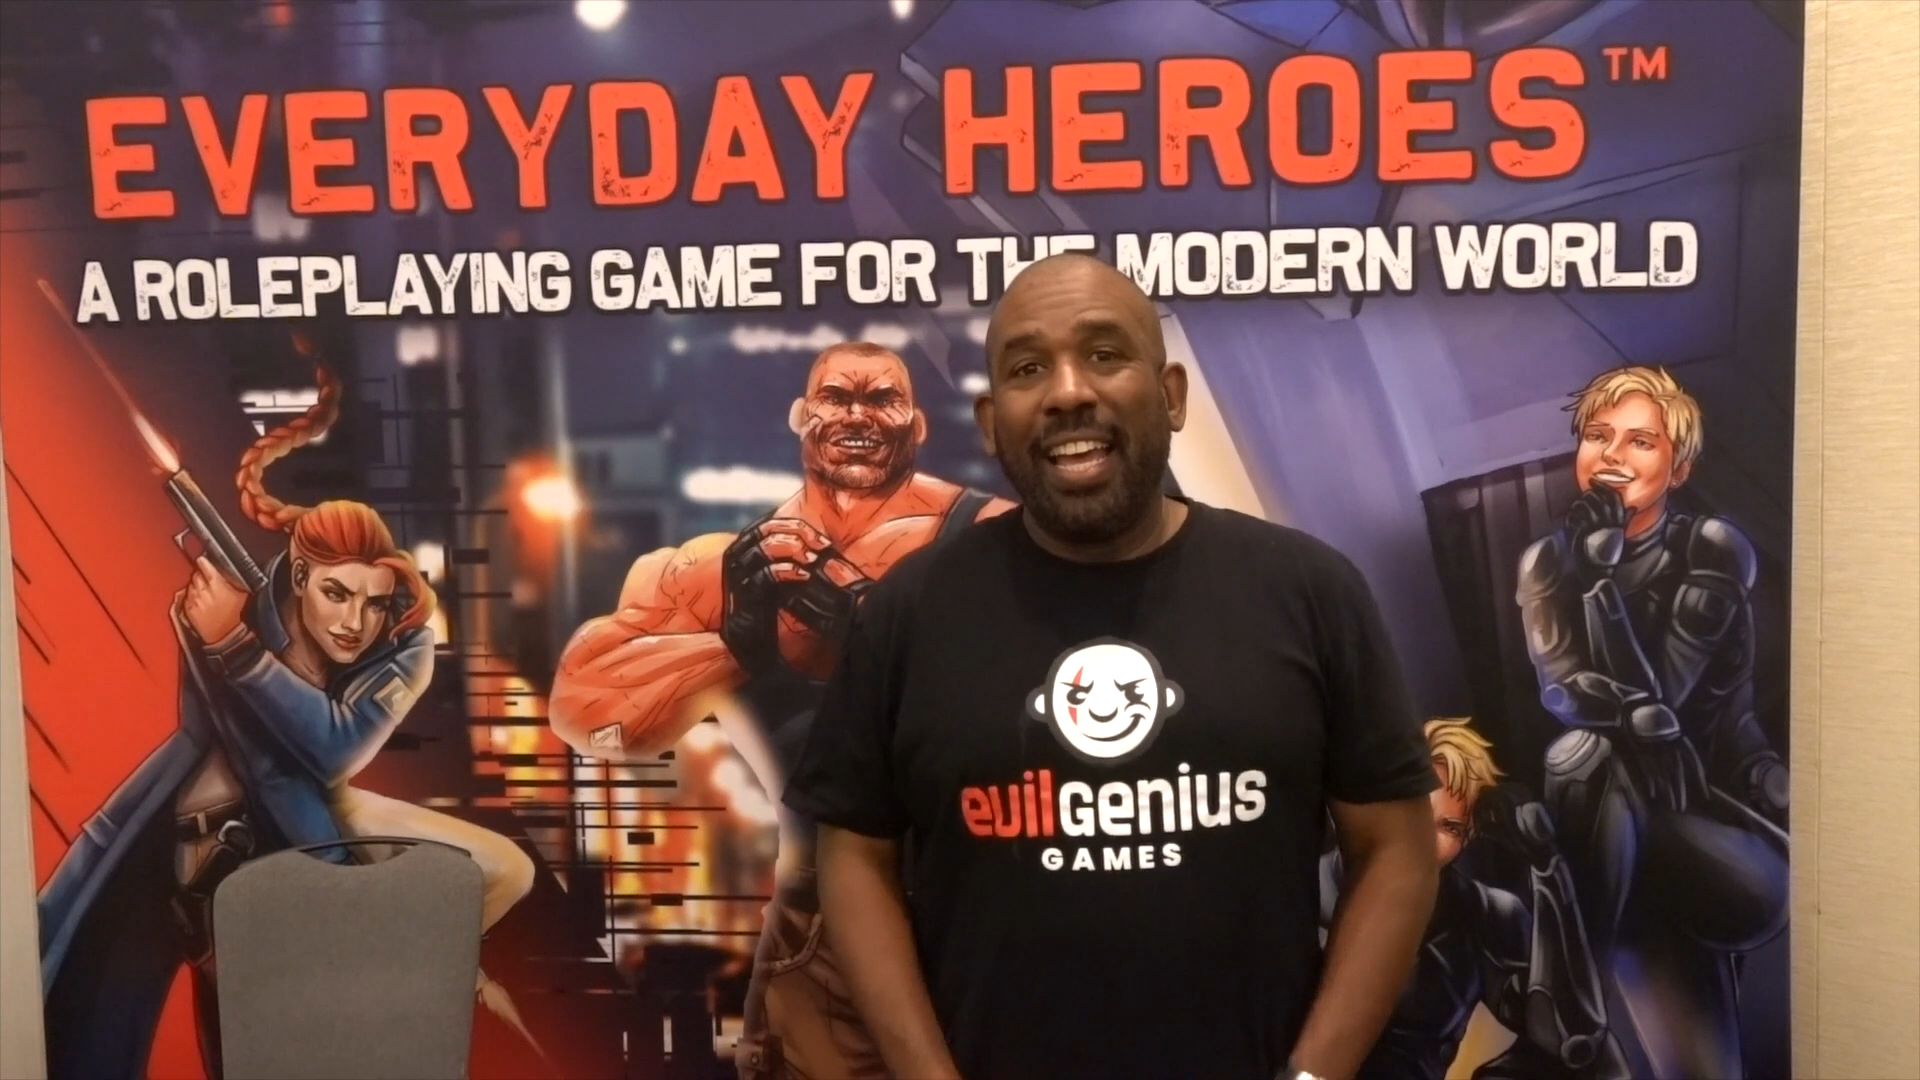 EVERYDAY HEROES™
A ROLEPLAYING GAME FOR THE MODERN WORLD
evilGenius
GAMES